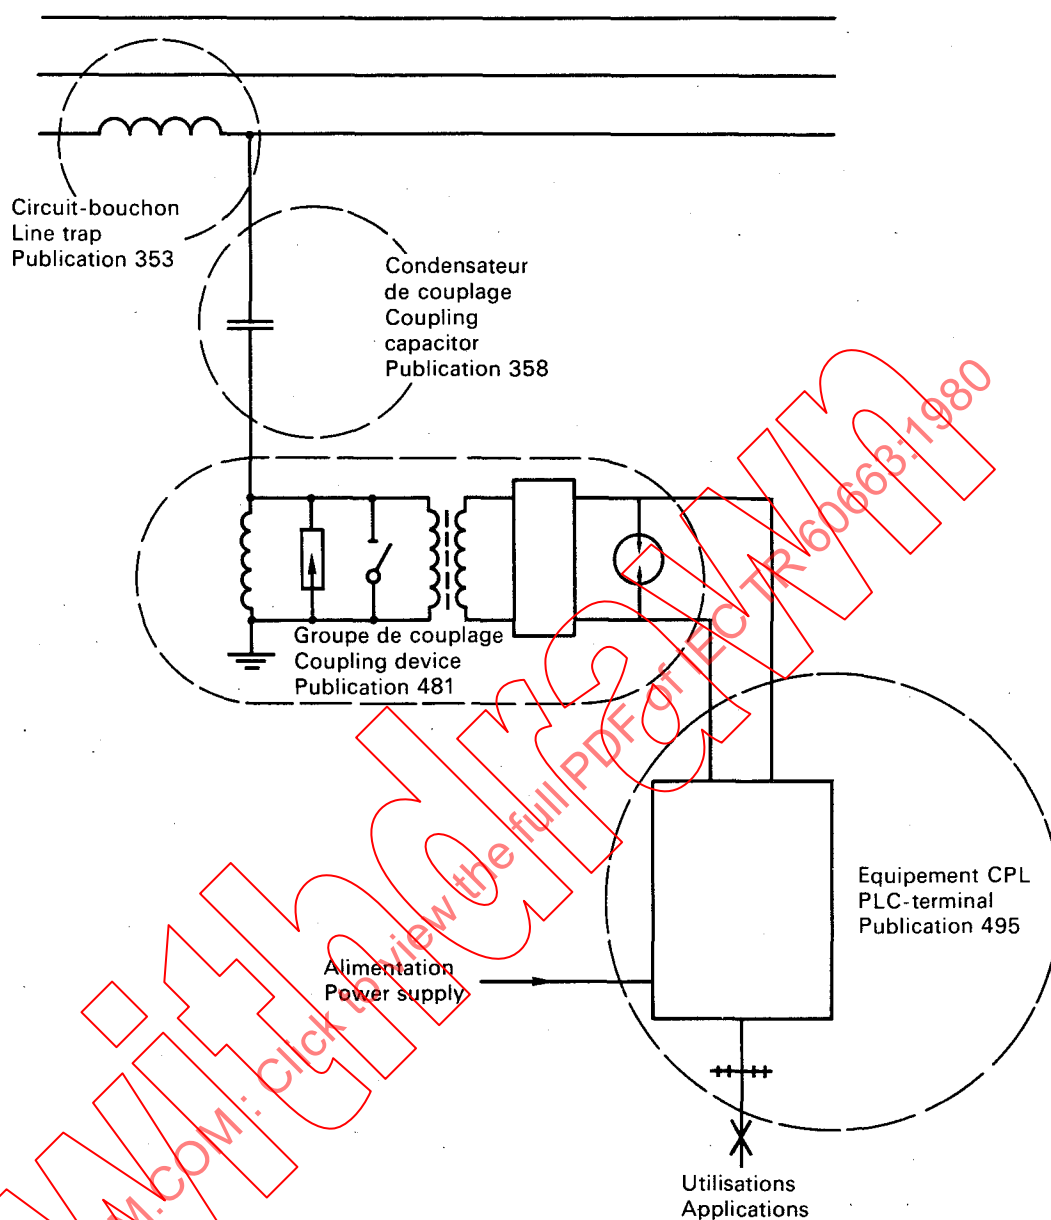 Circuit-bouchon
Line trap
Publication 353
Condensateur
de couplage
Coupling
capacitor
Publication 358
Groupe de couplage
Coupling device
Publication 481
Equipement CPL
PLC-terminal
Publication 495
Alimentation
Power supply
Utilisations
Applications
withdrawn
M.COM : Click to view the full PDF of IEC TR 60663:1980